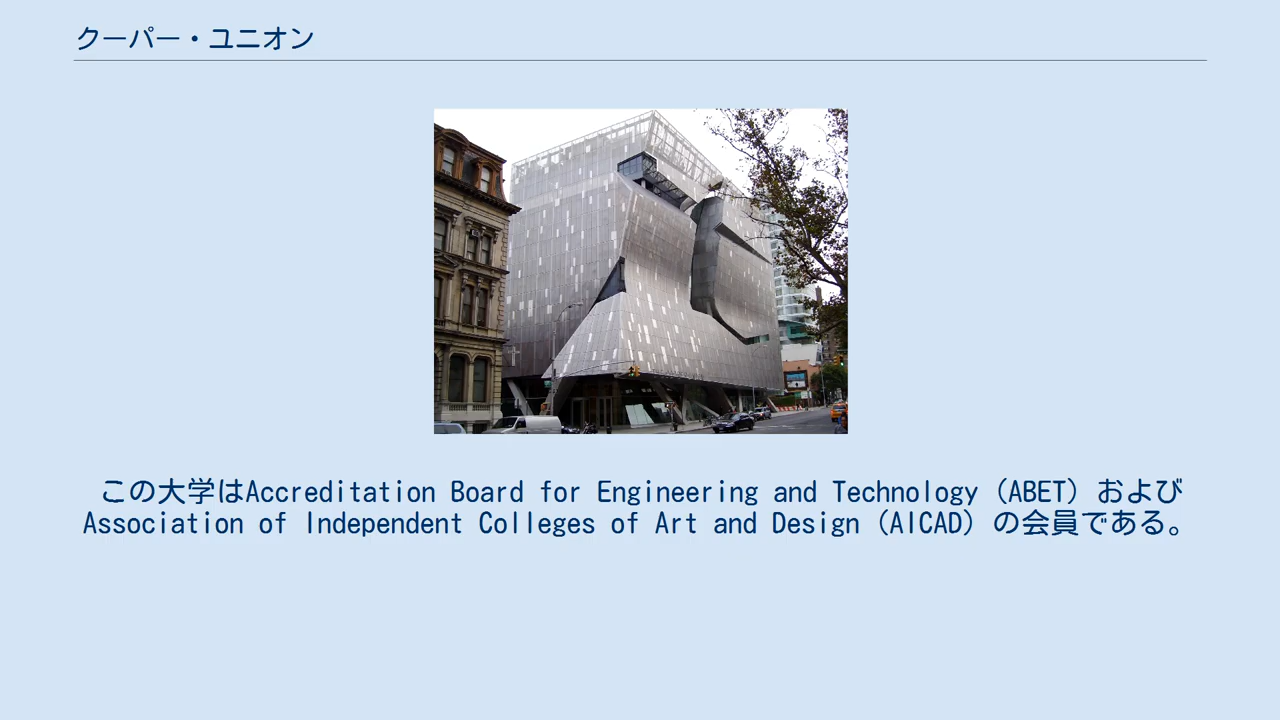 クーパー・ユニオン
この大学はAccreditation Board for Engineering and Technology（ABET）および
Association of Independent Colleges of Art and Design（AICAD）の会員である。